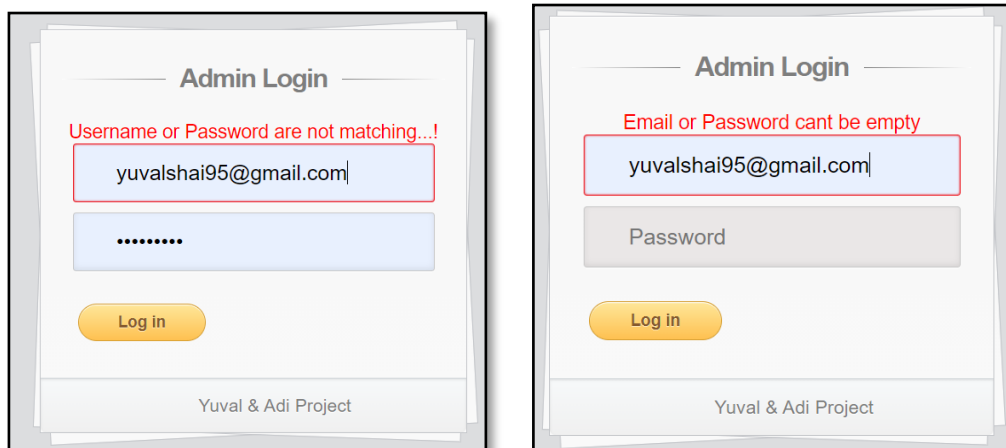 Admin Login
Username or Password are not matching...!
yuvalshai95@gmail.com
•••••••••
Log in
Yuval & Adi Project
Admin Login
Email or Password cant be empty
yuvalshai95@gmail.com
Password
Log in
Yuval & Adi Project